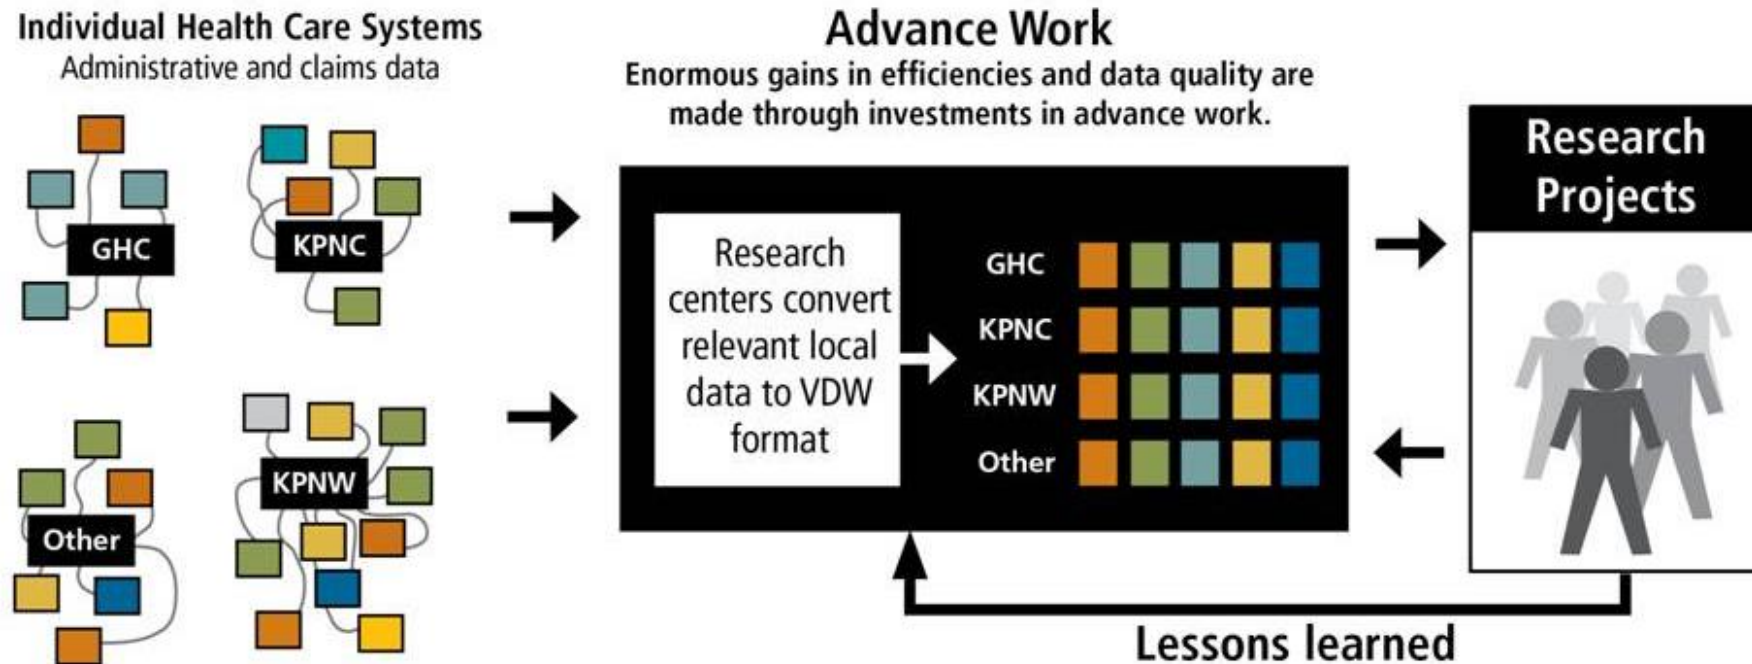 Individual Health Care Systems
Administrative and claims data
GHC
KPNC
Other
KPNW
Advance Work
Enormous gains in efficiencies and data quality are
made through investments in advance work.
Research
centers convert
relevant local
data to VDW
format
GHC
KPNC
KPNW
Other
Research
Projects
Lessons learned